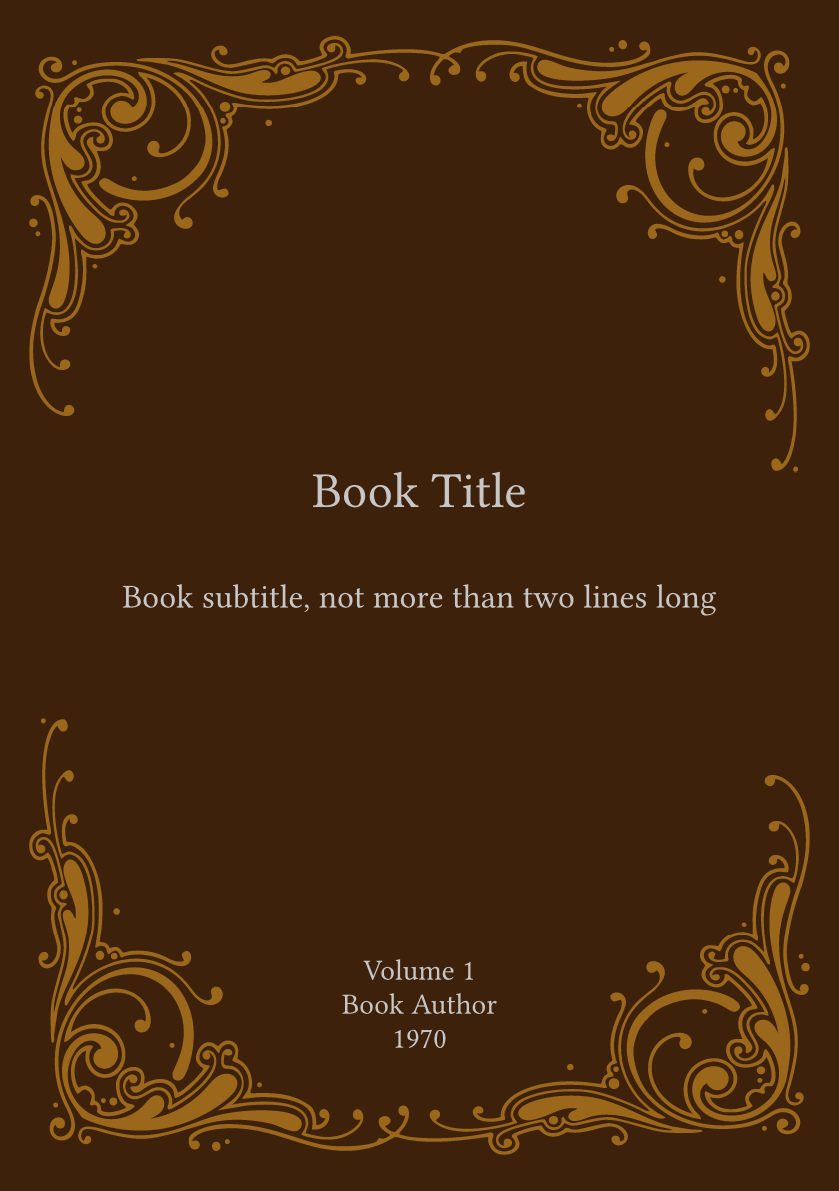 Book Title
Book subtitle, not more than two lines long
Volume 1
Book Author
1970